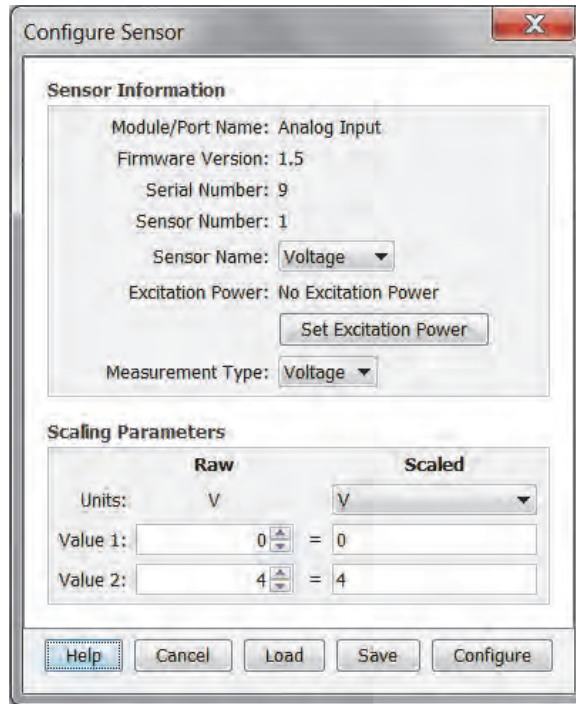 Configure Sensor
Sensor Information
Module/Port Name: Analog Input
Firmware Version: 1.5
Serial Number: 9
Sensor Number: 1
Sensor Name: Voltage
Excitation Power: No Excitation Power
Set Excitation Power
Measurement Type: Voltage
Scaling Parameters
Raw Scaled
Units: V V
Value 1: 0 = 0
Value 2: 4 = 4
Help Cancel Load Save Configure